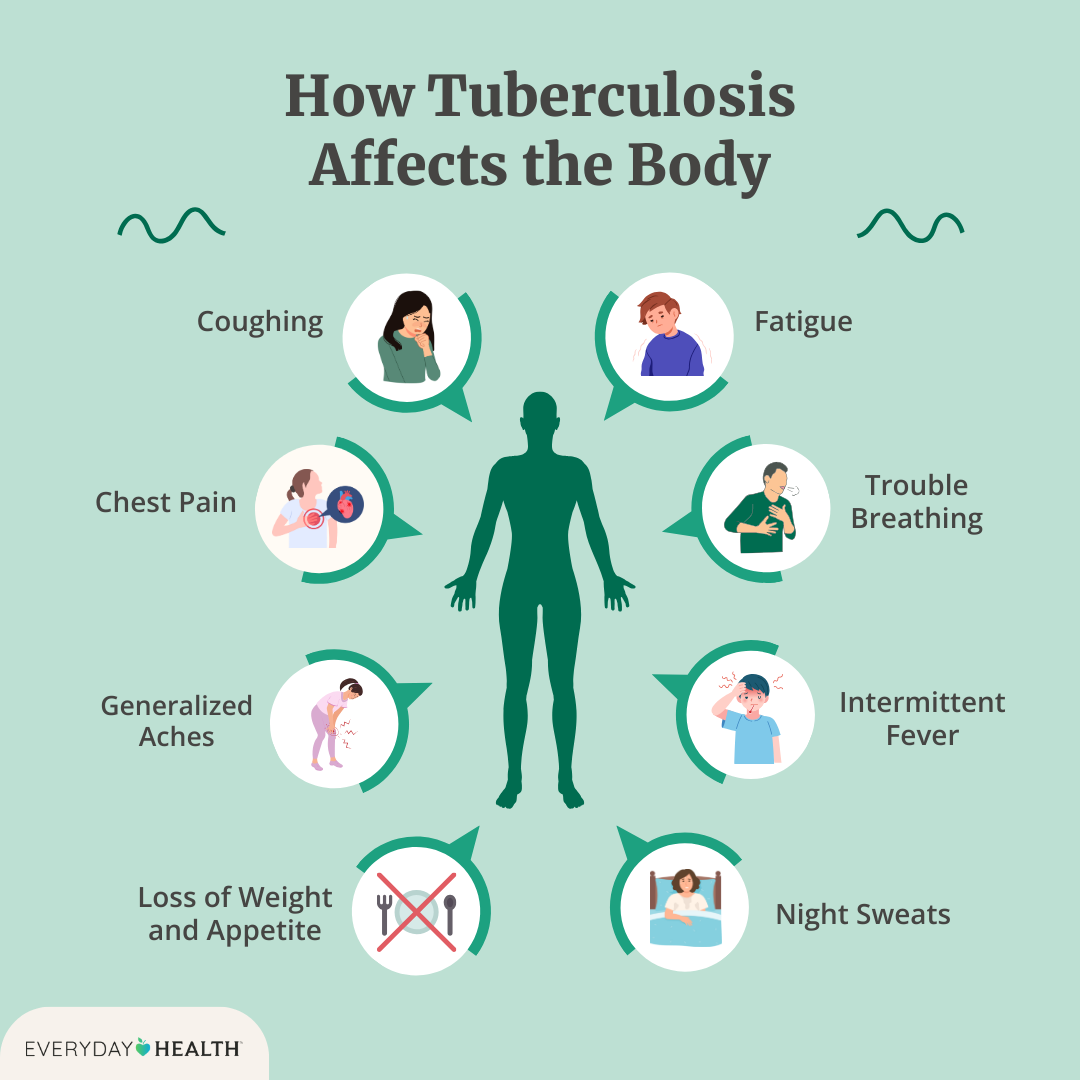 How Tuberculosis
Affects the Body
Coughing
Fatigue
Chest Pain
Trouble
Breathing
Generalized
Aches
Intermittent
Fever
Loss of Weight
and Appetite
Night Sweats
EVERYDAY HEALTH